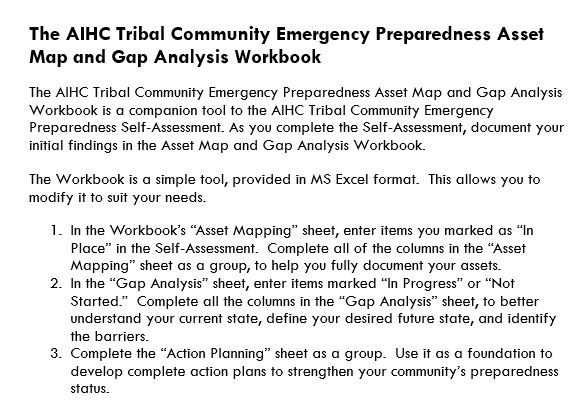 The AIHC Tribal Community Emergency Preparedness Asset
Map and Gap Analysis Workbook
The AIHC Tribal Community Emergency Preparedness Asset Map and Gap Analysis
Workbook is a companion tool to the AIHC Tribal Community Emergency
Preparedness Self-Assessment. As you complete the Self-Assessment, document your
initial findings in the Asset Map and Gap Analysis Workbook.
The Workbook is a simple tool, provided in MS Excel format.  This allows you to
modify it to suit your needs.
1. In the Workbook's “Asset Mapping” sheet, enter items you marked as “In
Place” in the Self-Assessment.  Complete all of the columns in the “Asset
Mapping” sheet as a group, to help you fully document your assets.
2. In the “Gap Analysis” sheet, enter items marked “In Progress” or “Not
Started.”  Complete all the columns in the “Gap Analysis” sheet, to better
understand your current state, define your desired future state, and identify
the barriers.
3. Complete the “Action Planning” sheet as a group.  Use it as a foundation to
develop complete action plans to strengthen your community's preparedness
status.